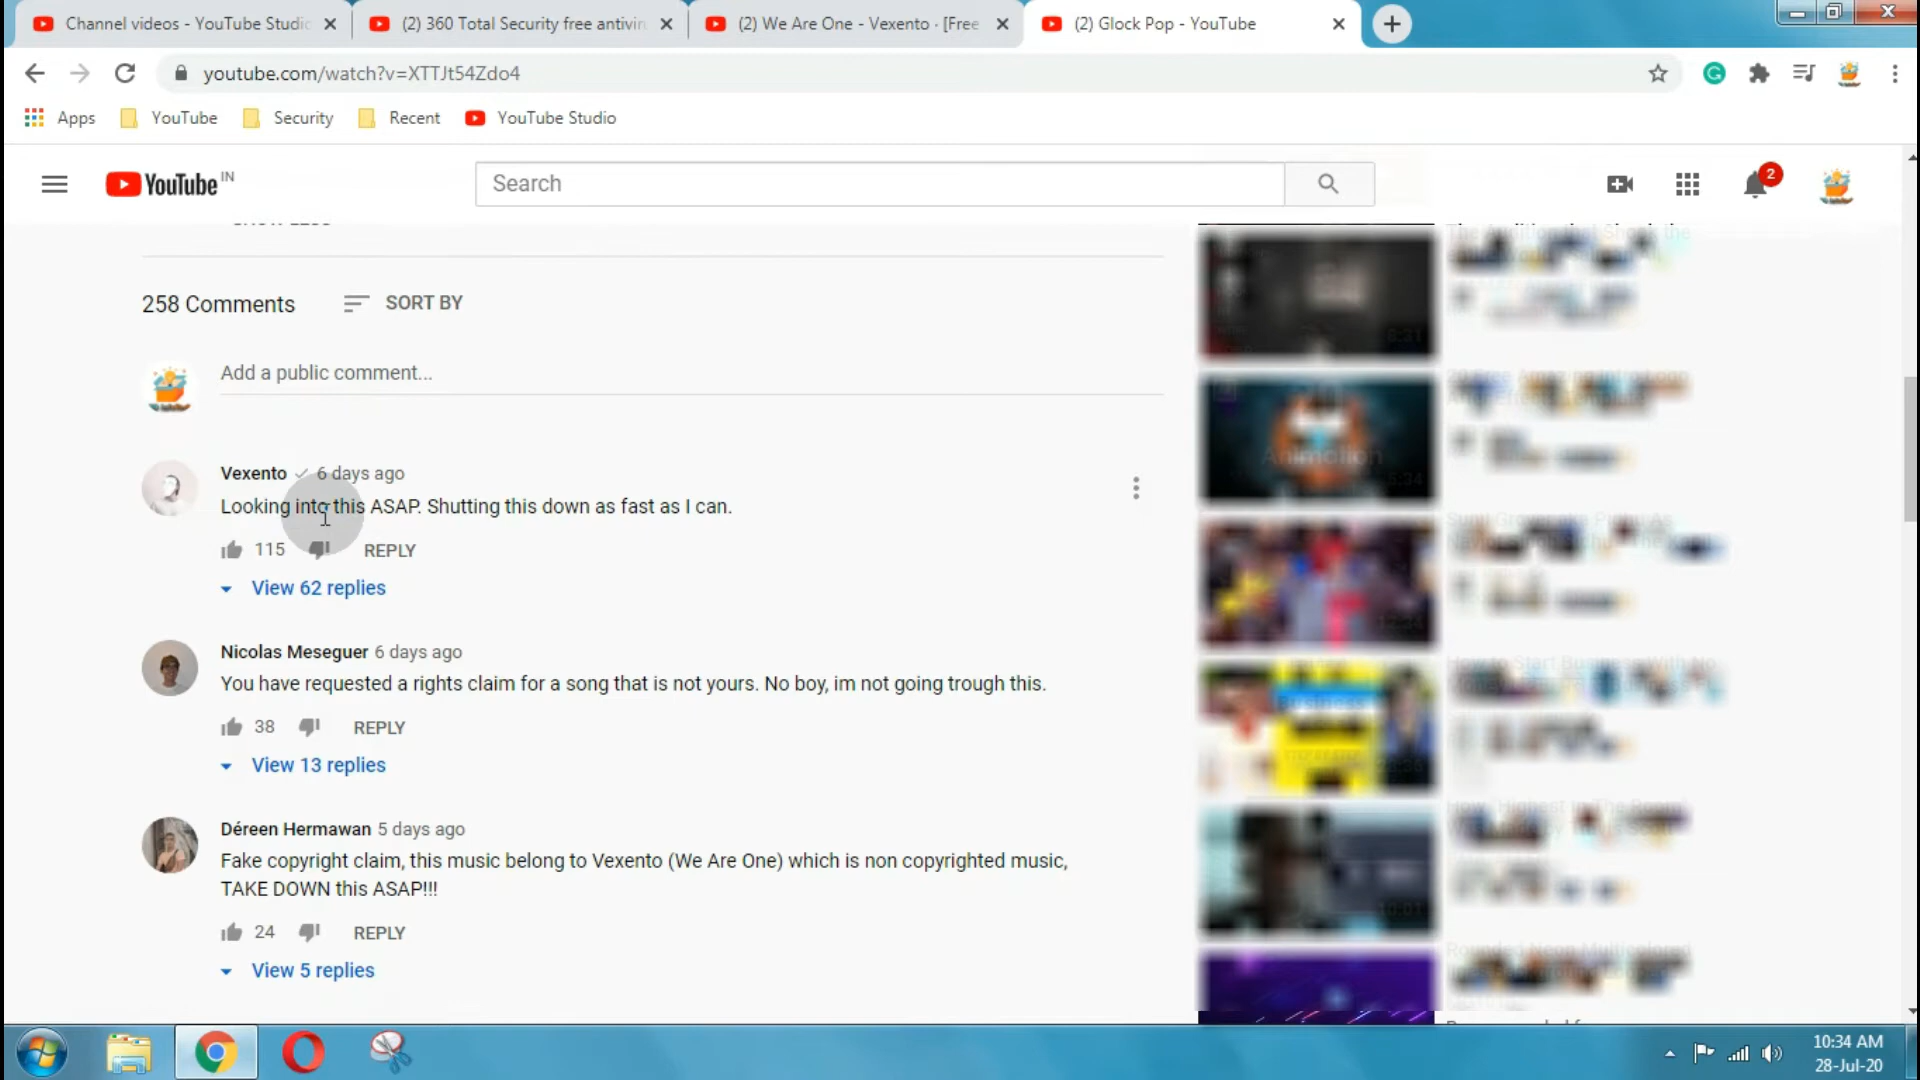 Channel videos - YouTube Studio
(2) 360 Total Security free antivir
(2) We Are One - Vexento - [Free
(2) Glock Pop - YouTube
youtube.com/watch?v=XTTJt54Zdo4
Apps
YouTube
Security
Recent
YouTube Studio
YouTube IN
Search
2
258 Comments
SORT BY
Add a public comment...
Vexento 6 days ago
Looking into this ASAP. Shutting this down as fast as I can.
115
REPLY
View 62 replies
Nicolas Meseguer 6 days ago
You have requested a rights claim for a song that is not yours. No boy, im not going trough this.
38
REPLY
View 13 replies
Déreen Hermawan 5 days ago
Fake copyright claim, this music belong to Vexento (We Are One) which is non copyrighted music,
TAKE DOWN this ASAP!!!
24
REPLY
View 5 replies
10:34 AM
28-Jul-20